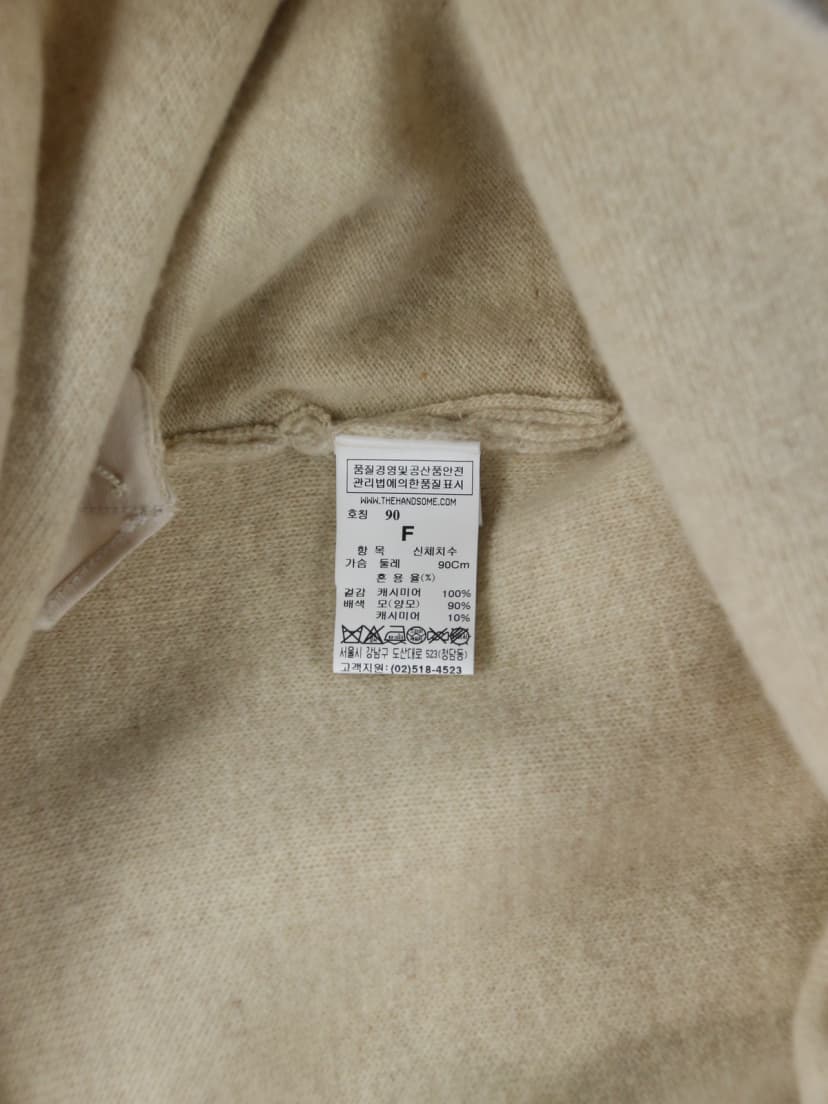 품질경영및공산품안전
관리법에의한품질표시
WWW.THEHANDSOME.COM
호칭 90
F
항 목 신체치수
가슴 둘레 90Cm
혼 용 율(%)
겉감 캐시미어 100%
배색 모(양모) 90%
캐시미어 10%
서울시 강남구 도산대로 523(청담동)
고객지원:(02)518-4523